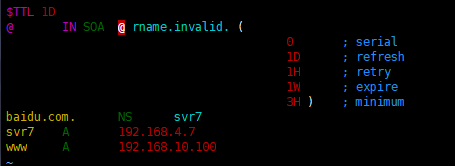 $TTL 1D
@ IN SOA @ rname.invalid. (
0 ; serial
1D ; refresh
1H ; retry
1W ; expire
3H ) ; minimum
baidu.com. NS svr7
svr7 A 192.168.4.7
www A 192.168.10.100
~